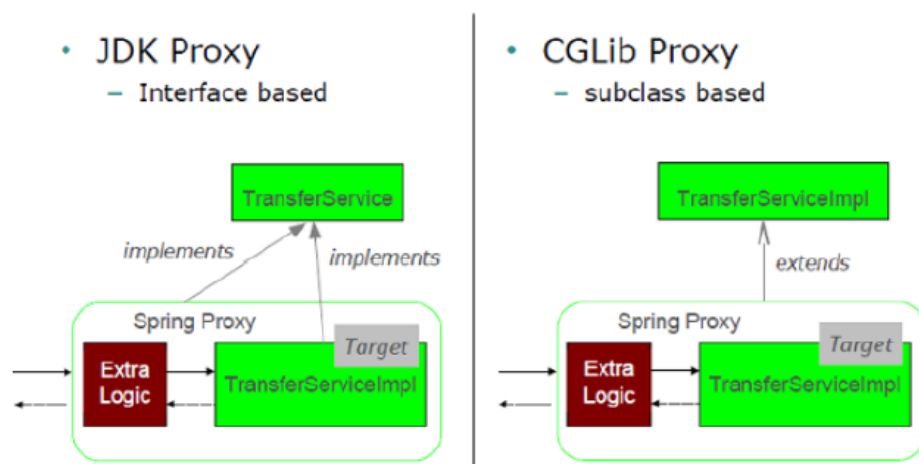 • JDK Proxy
– Interface based
TransferService
implements
implements
Spring Proxy
Target
Extra
Logic
TransferServiceImpl
• CGLib Proxy
– subclass based
TransferServiceImpl
extends
Spring Proxy
Target
Extra
Logic
TransferServiceImpl